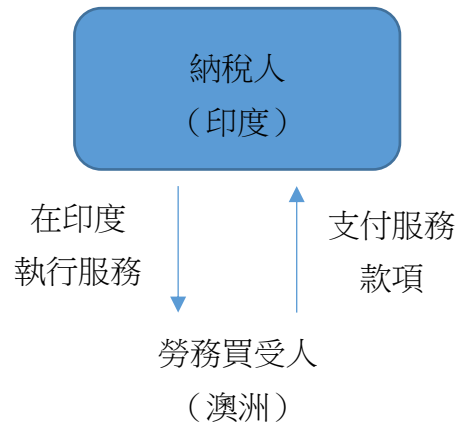 納稅人
（印度）
在印度
執行服務
支付服務
款項
勞務買受人
（澳洲）